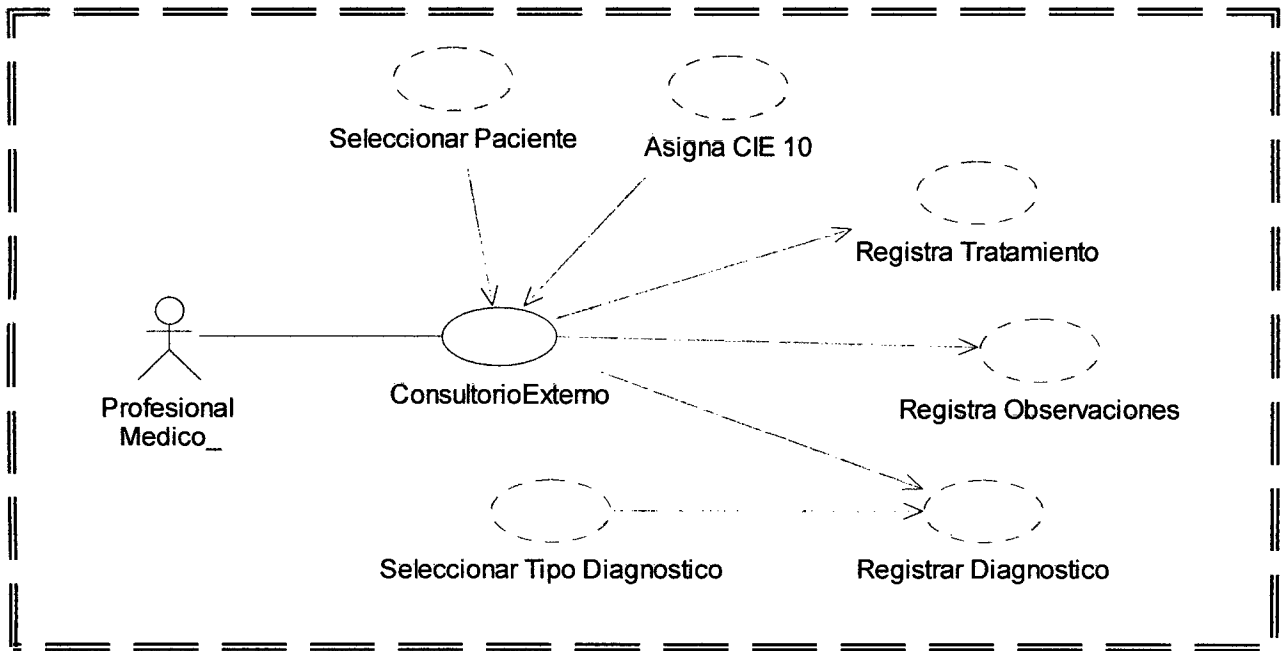 Seleccionar Paciente
Asigna CIE 10
Registra Tratamiento
ConsultorioExterno
Profesional
Medico_
Registra Observaciones
Seleccionar Tipo Diagnostico
Registrar Diagnostico